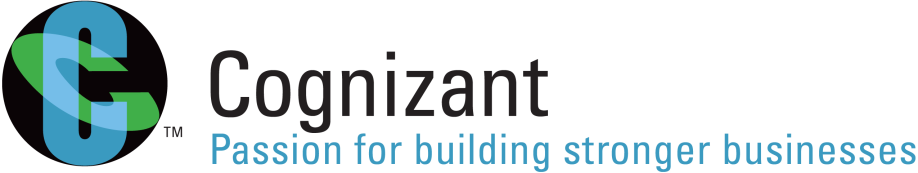 C
Cognizant
TM
Passion for building stronger businesses